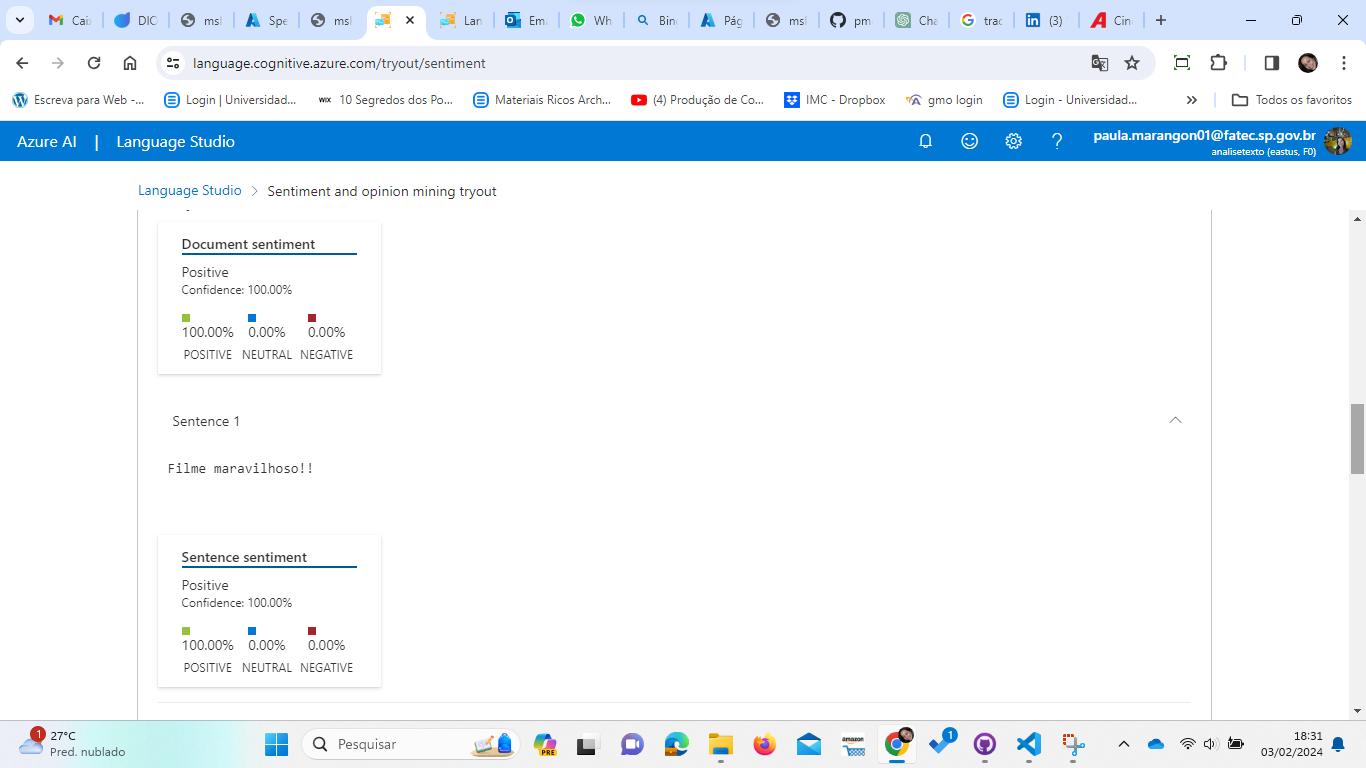 Caix
DIO
msl
Spe
msl
Lan
Ema
Wh
Bin
Pág
msl
pm
Cha
trac
(3)
Cin
language.cognitive.azure.com/tryout/sentiment
Escreva para Web -...
Login | Universidad...
10 Segredos dos Po...
Materiais Ricos Arch...
(4) Produção de Co...
IMC - Dropbox
gmo login
Login - Universidad...
Todos os favoritos
Azure AI | Language Studio
paula.marangon01@fatec.sp.gov.br
analisetexto (eastus, F0)
Language Studio > Sentiment and opinion mining tryout
Document sentiment
Positive
Confidence: 100.00%
100.00% 0.00% 0.00%
POSITIVE NEUTRAL NEGATIVE
Sentence 1
Filme maravilhoso!!
Sentence sentiment
Positive
Confidence: 100.00%
100.00% 0.00% 0.00%
POSITIVE NEUTRAL NEGATIVE
1
27°C
Pred. nublado
Pesquisar
PRE
amazon
1
18:31
03/02/2024